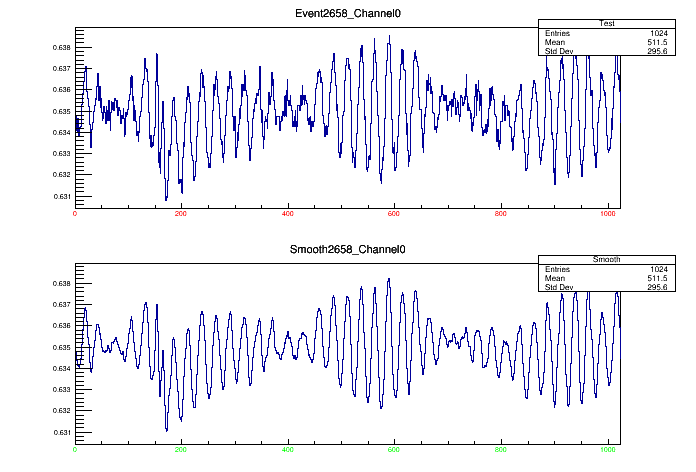 Event2658_Channel0
Test
Entries 1024
Mean 511.5
Std Dev 295.6
0.638
0.637
0.636
0.635
0.634
0.633
0.632
0.631
0 200 400 600 800 1000
Smooth2658_Channel0
Smooth
Entries 1024
Mean 511.5
Std Dev 295.6
0.638
0.637
0.636
0.635
0.634
0.633
0.632
0.631
0 200 400 600 800 1000